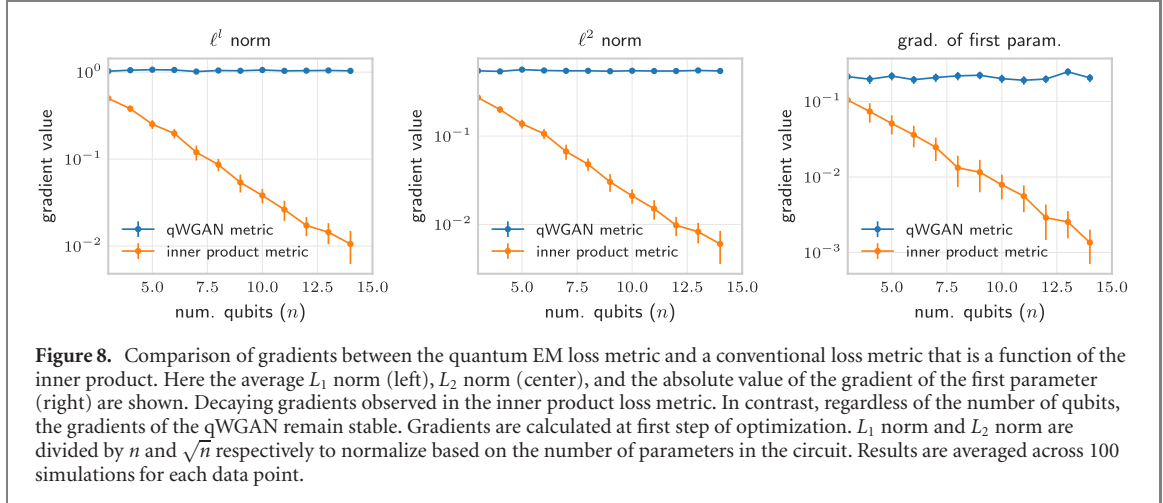 ℓ^l norm
gradient value
10^0
10^−1
10^−2
qWGAN metric
inner product metric
5.0 7.5 10.0 12.5 15.0
num. qubits (n)
ℓ^2 norm
gradient value
10^−1
10^−2
qWGAN metric
inner product metric
5.0 7.5 10.0 12.5 15.0
num. qubits (n)
grad. of first param.
gradient value
10^−1
10^−2
10^−3
qWGAN metric
inner product metric
5.0 7.5 10.0 12.5 15.0
num. qubits (n)
Figure 8. Comparison of gradients between the quantum EM loss metric and a conventional loss metric that is a function of the
inner product. Here the average L₁ norm (left), L₂ norm (center), and the absolute value of the gradient of the first parameter
(right) are shown. Decaying gradients observed in the inner product loss metric. In contrast, regardless of the number of qubits,
the gradients of the qWGAN remain stable. Gradients are calculated at first step of optimization. L₁ norm and L₂ norm are
divided by n and √n respectively to normalize based on the number of parameters in the circuit. Results are averaged across 100
simulations for each data point.